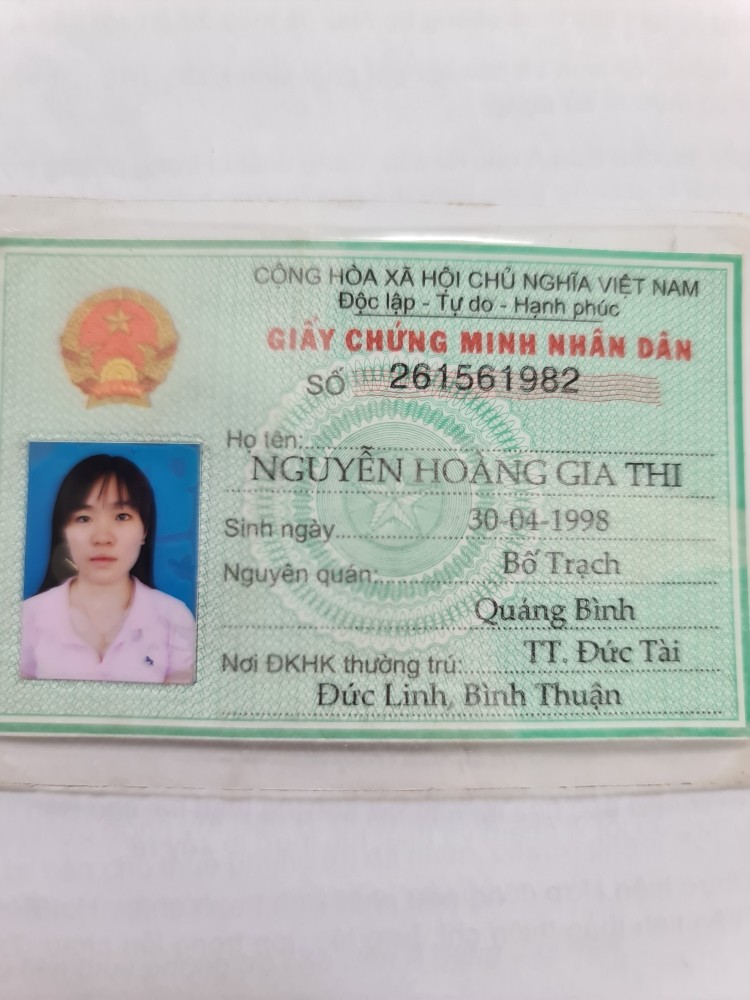 CỘNG HÒA XÃ HỘI CHỦ NGHĨA VIỆT NAM
Độc lập - Tự do - Hạnh phúc
GIẤY CHỨNG MINH NHÂN DÂN
SỐ 261561982
Họ tên:
NGUYỄN HOÀNG GIA THI
Sinh ngày 30-04-1998
Nguyên quán: Bố Trạch
Quảng Bình
Nơi ĐKHK thường trú: TT. Đức Tài
Đức Linh, Bình Thuận